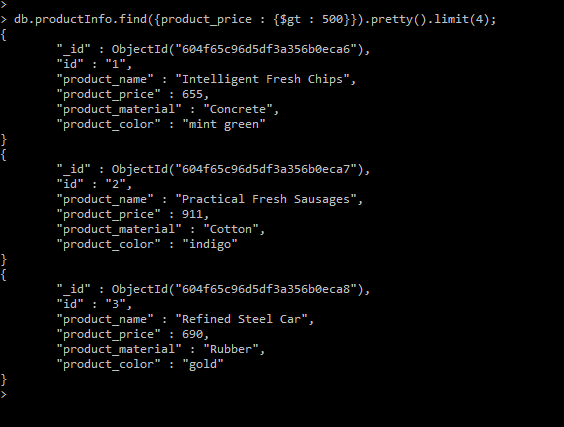 >
> db.productInfo.find({product_price : {$gt : 500}}).pretty().limit(4);
{
"_id" : ObjectId("604f65c96d5df3a356b0eca6"),
"id" : "1",
"product_name" : "Intelligent Fresh Chips",
"product_price" : 655,
"product_material" : "Concrete",
"product_color" : "mint green"
}
{
"_id" : ObjectId("604f65c96d5df3a356b0eca7"),
"id" : "2",
"product_name" : "Practical Fresh Sausages",
"product_price" : 911,
"product_material" : "Cotton",
"product_color" : "indigo"
}
{
"_id" : ObjectId("604f65c96d5df3a356b0eca8"),
"id" : "3",
"product_name" : "Refined Steel Car",
"product_price" : 690,
"product_material" : "Rubber",
"product_color" : "gold"
}
>